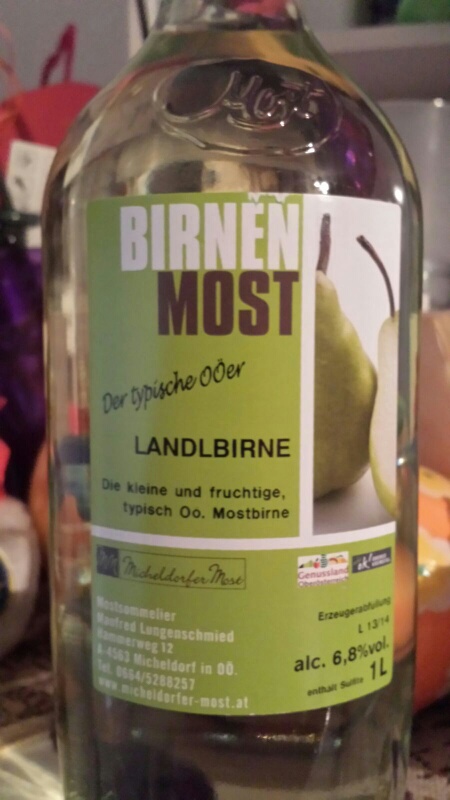 Most
BIRNEN
MOST
Der typische OÖer
LANDLBIRNE
Die kleine und fruchtige,
typisch Oö. Mostbirne
Micheldorfer Most
Genussland
Mostsommelier
Manfred Lungenschmied
Hammerweg 12
A-4563 Micheldorf in OÖ.
Tel. 0664/5288257
www.micheldorfer-most.at
Erzeugerabfüllung
L 13/14
alc. 6,8%vol.
enthält Sulfite 1L